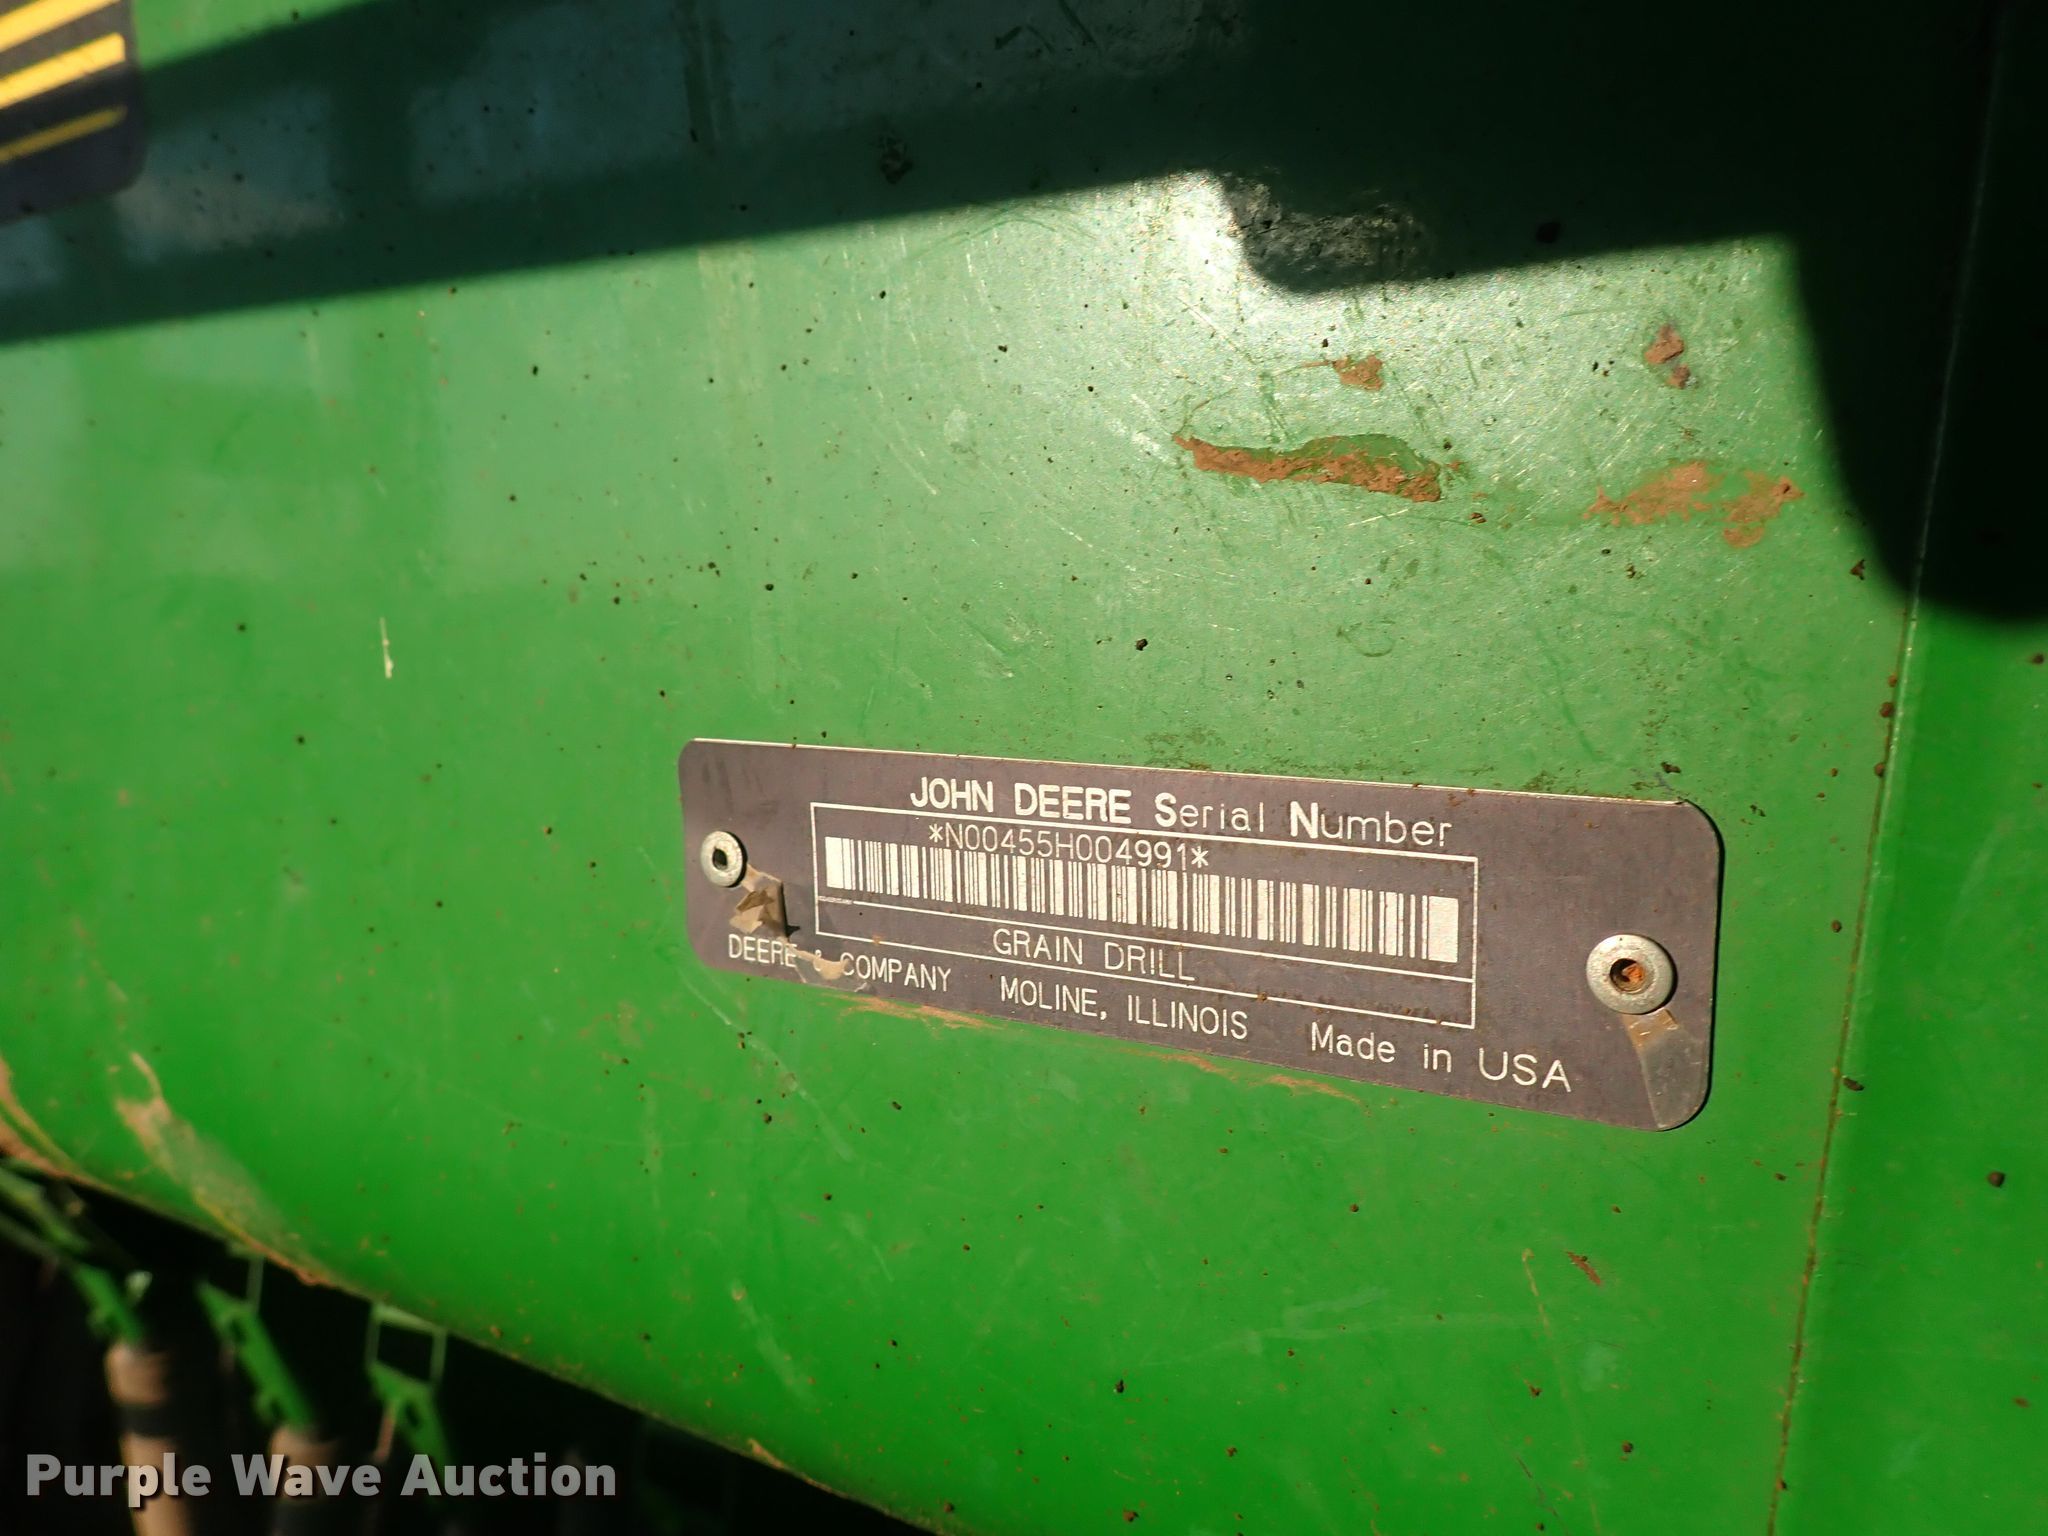 JOHN DEERE Serial Number
*N00455H004991*
GRAIN DRILL
DEERE & COMPANY MOLINE, ILLINOIS Made in USA
Purple Wave Auction